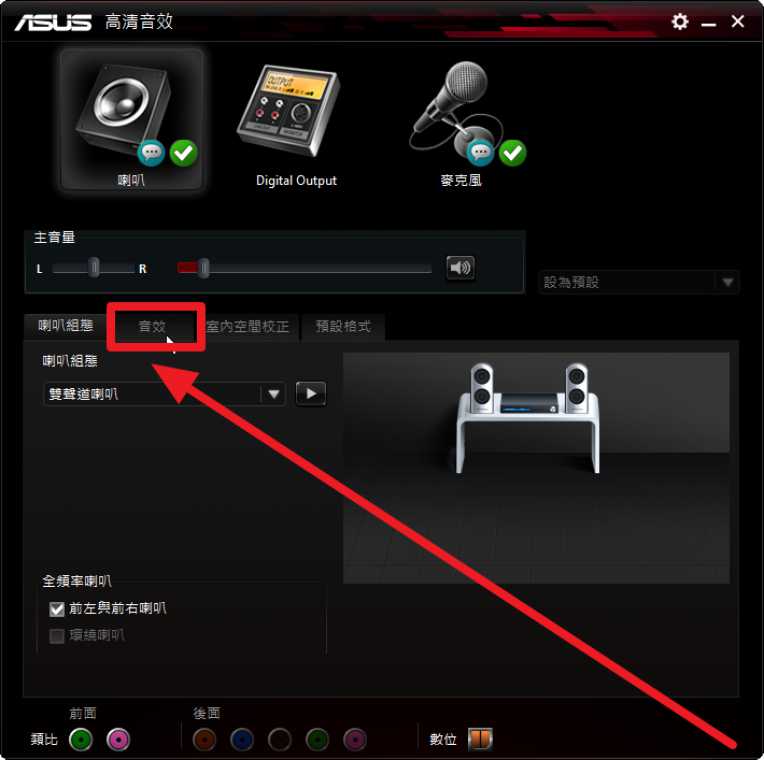 ASUS 高清音效
喇叭
Digital Output
麥克風
主音量
L R
設為預設
喇叭組態 音效 室內空間校正 預設格式
喇叭組態
雙聲道喇叭
全頻率喇叭
前左與前右喇叭
環繞喇叭
前面 後面
類比 數位